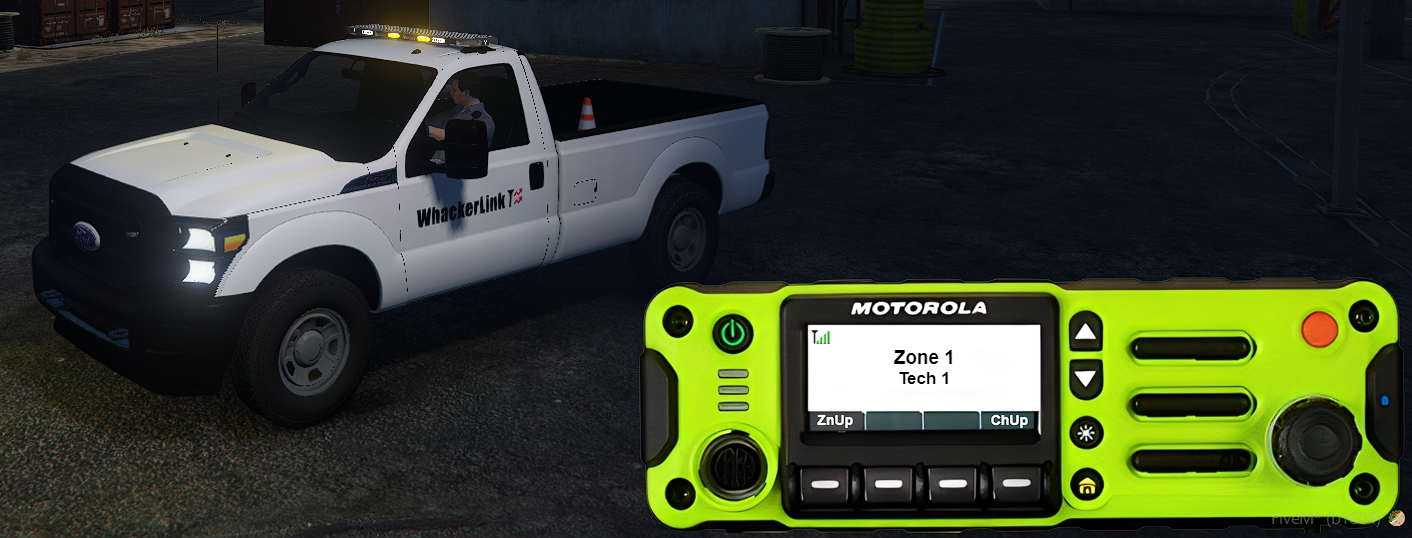 WhackerLink
MOTOROLA
Zone 1
Tech 1
ZnUp
ChUp
FiveM